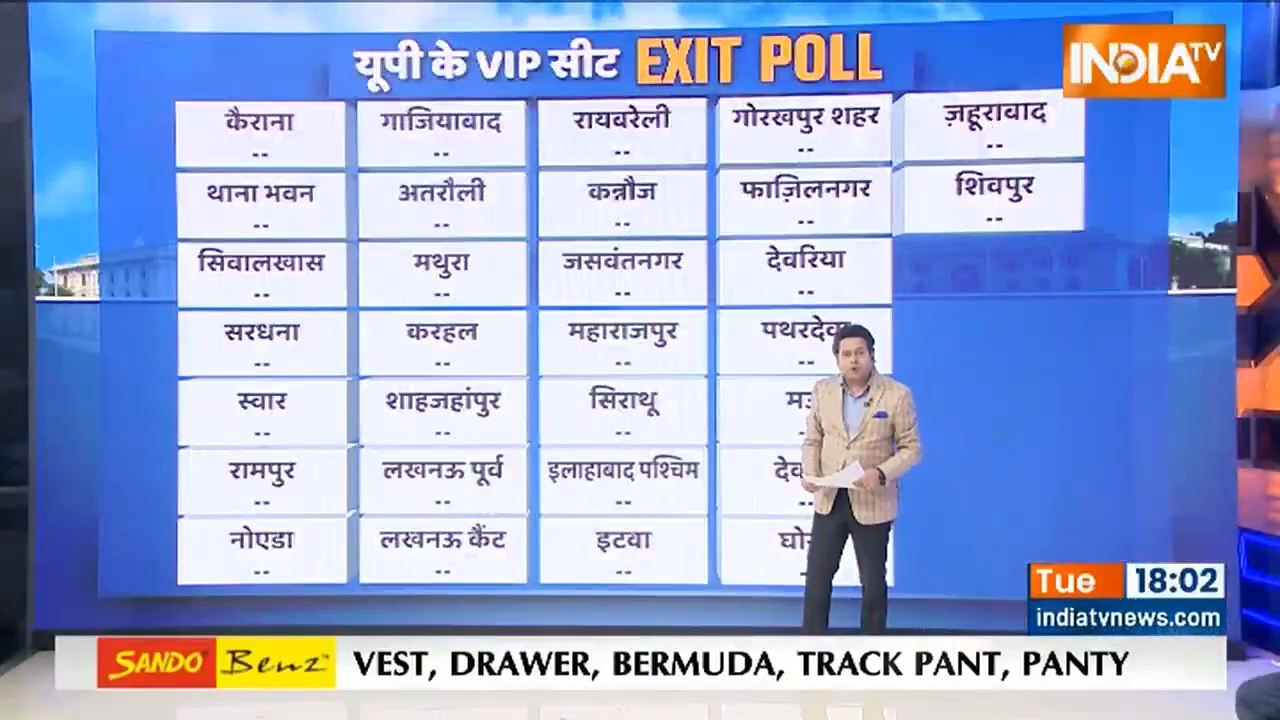 यूपी के VIP सीट EXIT POLL
INDIA TV
कैराना
--
गाजियाबाद
--
रायबरेली
--
गोरखपुर शहर
--
ज़हूराबाद
--
थाना भवन
--
अतरौली
--
कन्नौज
--
फाज़िलनगर
--
शिवपुर
--
सिवालखास
--
मथुरा
--
जसवंतनगर
--
देवरिया
--
सरधना
--
करहल
--
महाराजपुर
--
--
स्वार
--
शाहजहांपुर
--
सिराथू
--
--
रामपुर
--
लखनऊ पूर्व
--
इलाहाबाद पश्चिम
--
--
नोएडा
--
लखनऊ कैंट
--
इटवा
--
Tue 18:02
indiatvnews.com
SANDO Benz™ VEST, DRAWER, BERMUDA, TRACK PANT, PANTY